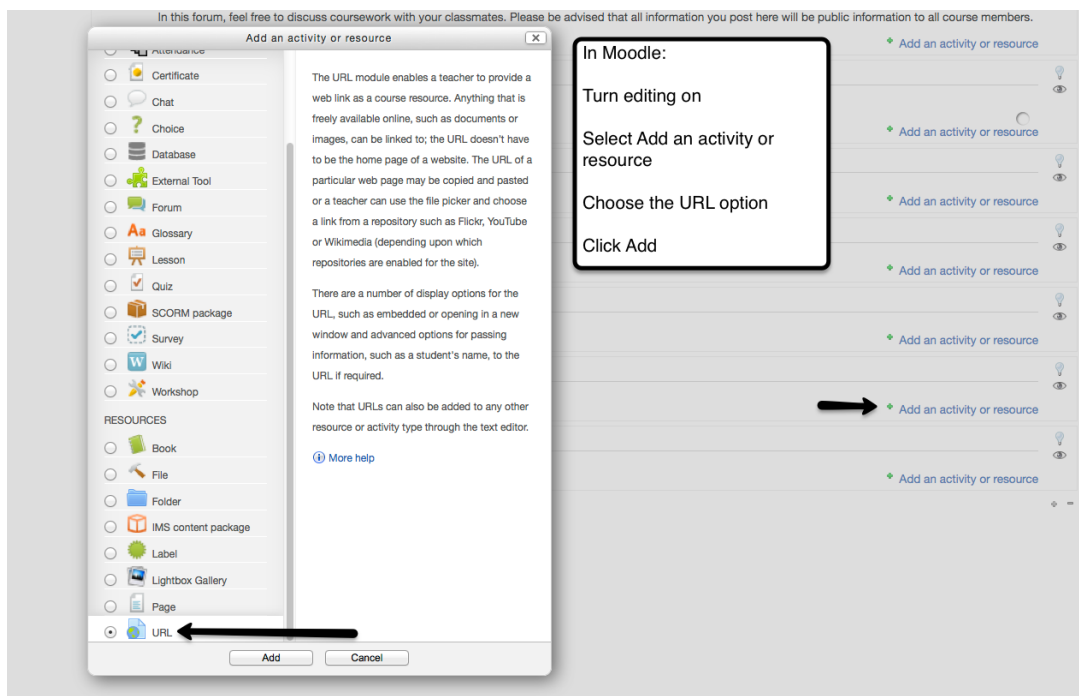 In this forum, feel free to discuss coursework with your classmates. Please be advised that all information you post here will be public information to all course members.
Add an activity or resource
Attendance
Certificate
Chat
Choice
Database
External Tool
Forum
Glossary
Lesson
Quiz
SCORM package
Survey
Wiki
Workshop
RESOURCES
Book
File
Folder
IMS content package
Label
Lightbox Gallery
Page
URL
The URL module enables a teacher to provide a
web link as a course resource. Anything that is
freely available online, such as documents or
images, can be linked to; the URL doesn't have
to be the home page of a website. The URL of a
particular web page may be copied and pasted
or a teacher can use the file picker and choose
a link from a repository such as Flickr, YouTube
or Wikimedia (depending upon which
repositories are enabled for the site).
There are a number of display options for the
URL, such as embedded or opening in a new
window and advanced options for passing
information, such as a student's name, to the
URL if required.
Note that URLs can also be added to any other
resource or activity type through the text editor.
More help
Add
Cancel
In Moodle:
Turn editing on
Select Add an activity or
resource
Choose the URL option
Click Add
Add an activity or resource
Add an activity or resource
Add an activity or resource
Add an activity or resource
Add an activity or resource
Add an activity or resource
Add an activity or resource